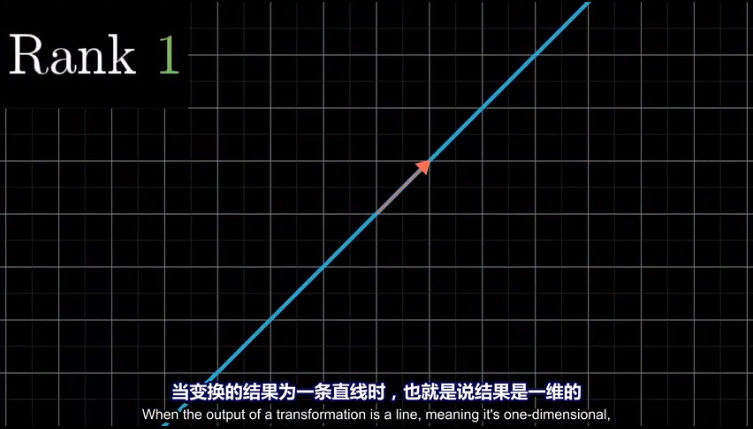 Rank 1
当变换的结果为一条直线时，也就是说结果是一维的
When the output of a transformation is a line, meaning it's one-dimensional,